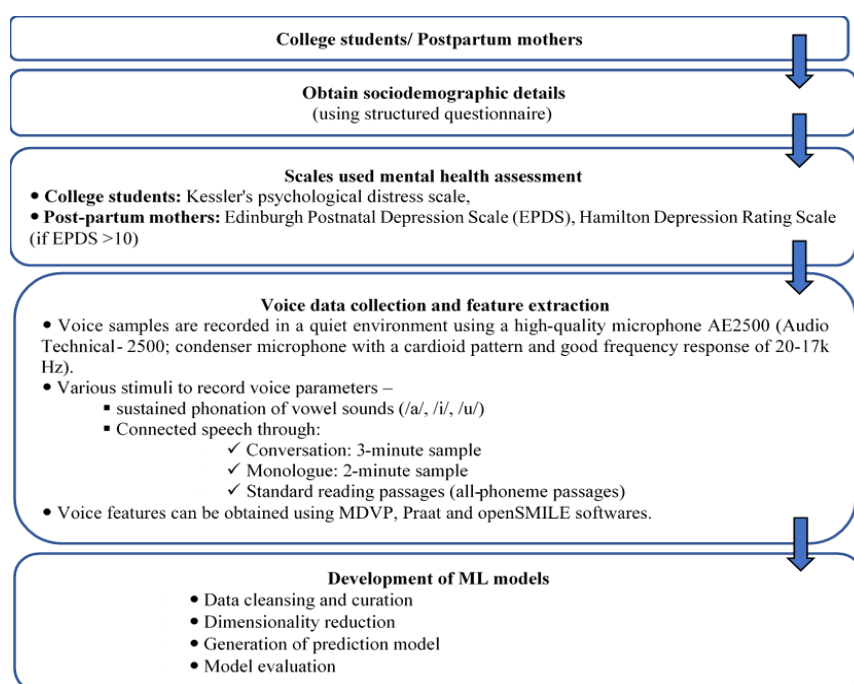 College students/ Postpartum mothers
Obtain sociodemographic details
(using structured questionnaire)
Scales used mental health assessment
● College students: Kessler's psychological distress scale,
● Post-partum mothers: Edinburgh Postnatal Depression Scale (EPDS), Hamilton Depression Rating Scale
(if EPDS >10)
Voice data collection and feature extraction
● Voice samples are recorded in a quiet environment using a high-quality microphone AE2500 (Audio
Technical- 2500; condenser microphone with a cardioid pattern and good frequency response of 20-17k
Hz).
● Various stimuli to record voice parameters –
▪ sustained phonation of vowel sounds (/a/, /i/, /u/)
▪ Connected speech through:
✓ Conversation: 3-minute sample
✓ Monologue: 2-minute sample
✓ Standard reading passages (all-phoneme passages)
● Voice features can be obtained using MDVP, Praat and openSMILE softwares.
Development of ML models
● Data cleansing and curation
● Dimensionality reduction
● Generation of prediction model
● Model evaluation